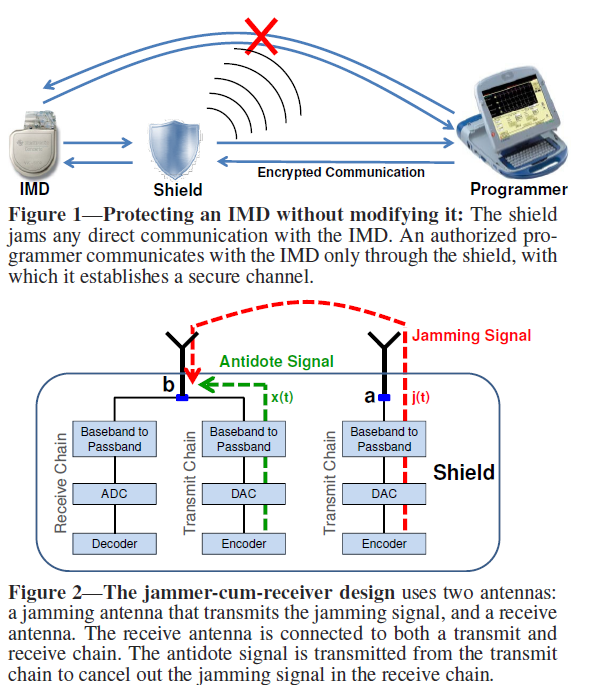 IMD
Shield
Encrypted Communication
Programmer
Figure 1—Protecting an IMD without modifying it: The shield
jams any direct communication with the IMD. An authorized pro-
grammer communicates with the IMD only through the shield, with
which it establishes a secure channel.
Jamming Signal
Antidote Signal
b
x(t)
a
j(t)
Receive Chain
Baseband to
Passband
ADC
Decoder
Transmit Chain
Baseband to
Passband
DAC
Encoder
Transmit Chain
Baseband to
Passband
DAC
Encoder
Shield
Figure 2—The jammer-cum-receiver design uses two antennas:
a jamming antenna that transmits the jamming signal, and a receive
antenna. The receive antenna is connected to both a transmit and
receive chain. The antidote signal is transmitted from the transmit
chain to cancel out the jamming signal in the receive chain.